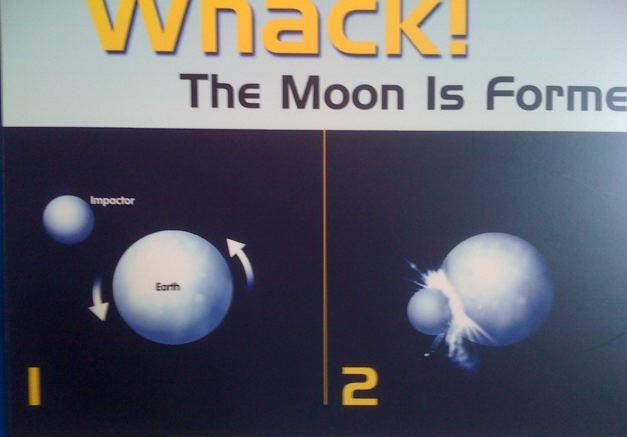 Whack!
The Moon Is Forme
Impactor
Earth
1
2